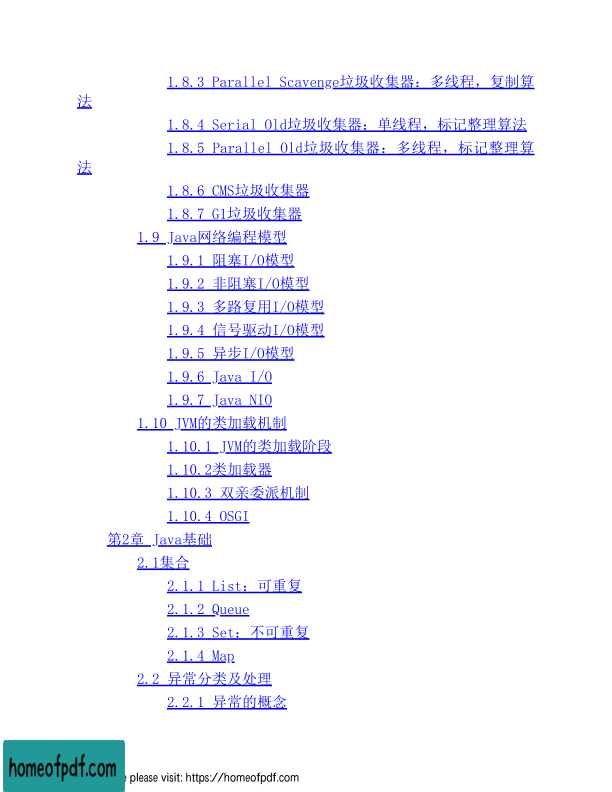 1.8.3 Parallel Scavenge垃圾收集器：多线程，复制算
法
1.8.4 Serial Old垃圾收集器：单线程，标记整理算法
1.8.5 Parallel Old垃圾收集器：多线程，标记整理算
法
1.8.6 CMS垃圾收集器
1.8.7 G1垃圾收集器
1.9 Java网络编程模型
1.9.1 阻塞I/O模型
1.9.2 非阻塞I/O模型
1.9.3 多路复用I/O模型
1.9.4 信号驱动I/O模型
1.9.5 异步I/O模型
1.9.6 Java I/O
1.9.7 Java NIO
1.10 JVM的类加载机制
1.10.1 JVM的类加载阶段
1.10.2类加载器
1.10.3 双亲委派机制
1.10.4 OSGI
第2章 Java基础
2.1集合
2.1.1 List：可重复
2.1.2 Queue
2.1.3 Set：不可重复
2.1.4 Map
2.2 异常分类及处理
2.2.1 异常的概念
homeofpdf.com
please visit: https://homeofpdf.com